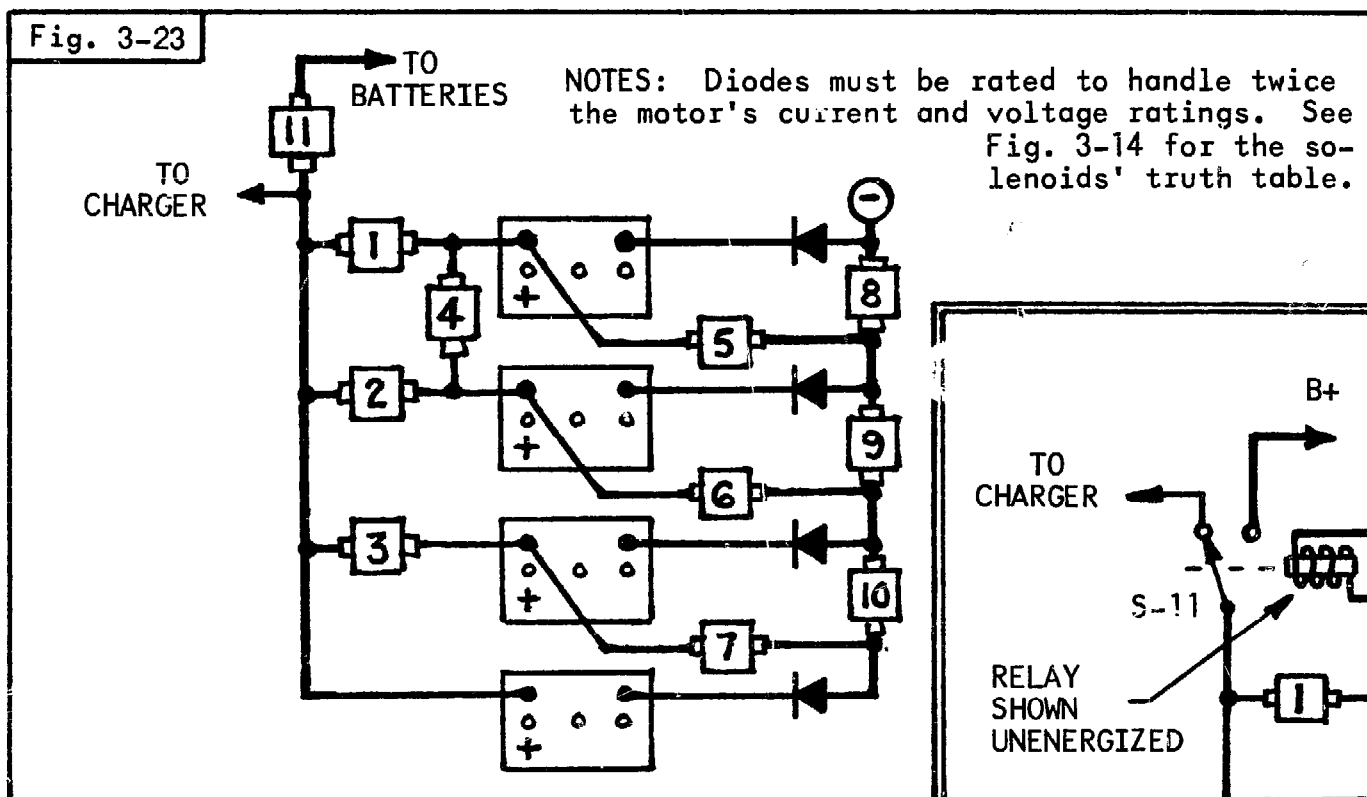 Fig. 3-23
TO
BATTERIES
NOTES: Diodes must be rated to handle twice
the motor's current and voltage ratings. See
Fig. 3-14 for the so-
lenoids' truth table.
11
TO
CHARGER
-
1
8
+
4
5
2
B+
9
+
TO
CHARGER
6
3
10
S-11
+
7
RELAY
SHOWN
UNENERGIZED
1
+